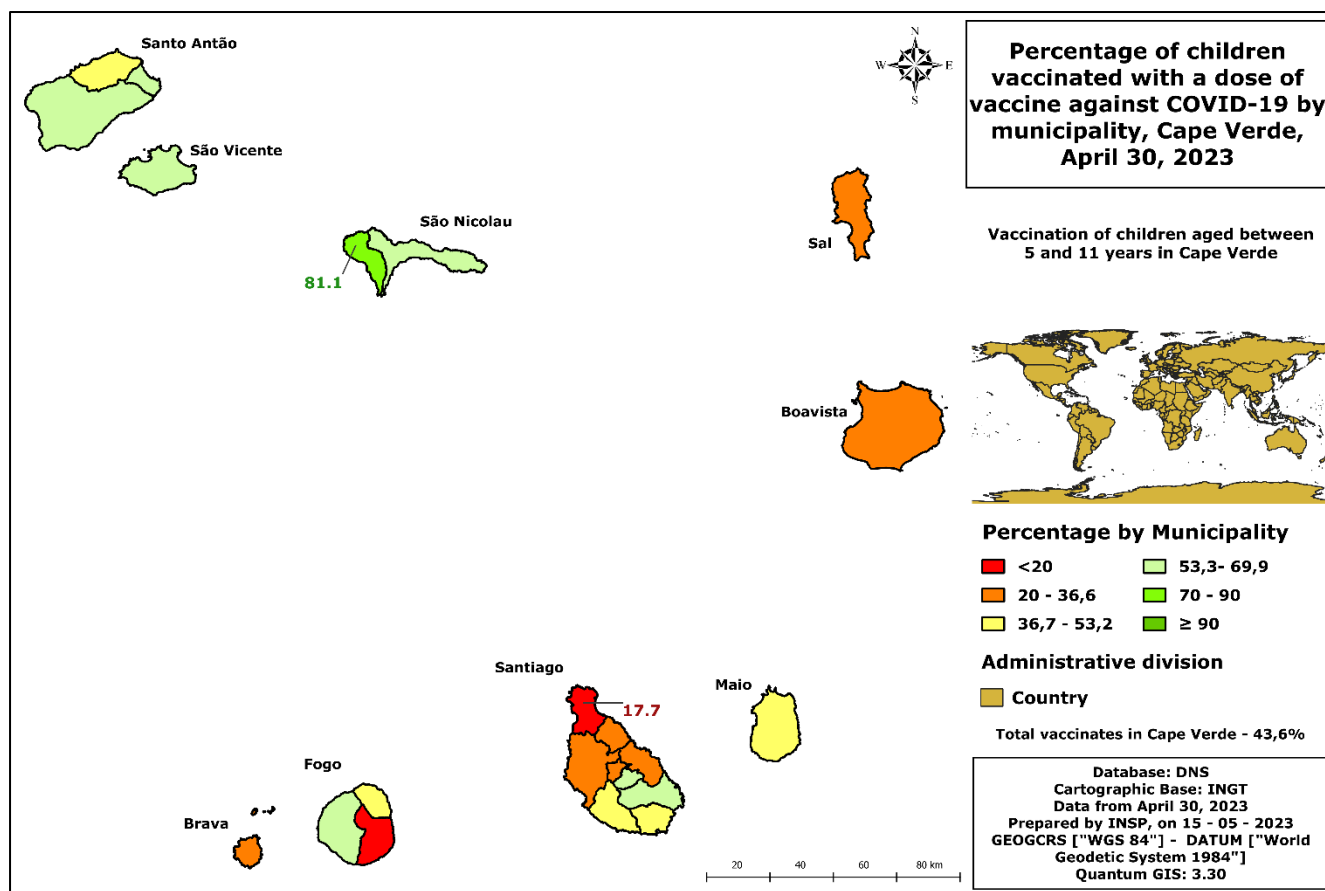 Santo Antão
São Vicente
São Nicolau
81.1
N
W E
S
Sal
Boavista
Santiago
17.7
Maio
Fogo
Brava
20 40 60 80 km
Percentage of children
vaccinated with a dose of
vaccine against COVID-19 by
municipality, Cape Verde,
April 30, 2023
Vaccination of children aged between
5 and 11 years in Cape Verde
Percentage by Municipality
<20
20 - 36,6
36,7 - 53,2
53,3- 69,9
70 - 90
≥ 90
Administrative division
Country
Total vaccinates in Cape Verde - 43,6%
Database: DNS
Cartographic Base: INGT
Data from April 30, 2023
Prepared by INSP, on 15 - 05 - 2023
GEOGCRS ["WGS 84"] - DATUM ["World
Geodetic System 1984"]
Quantum GIS: 3.30